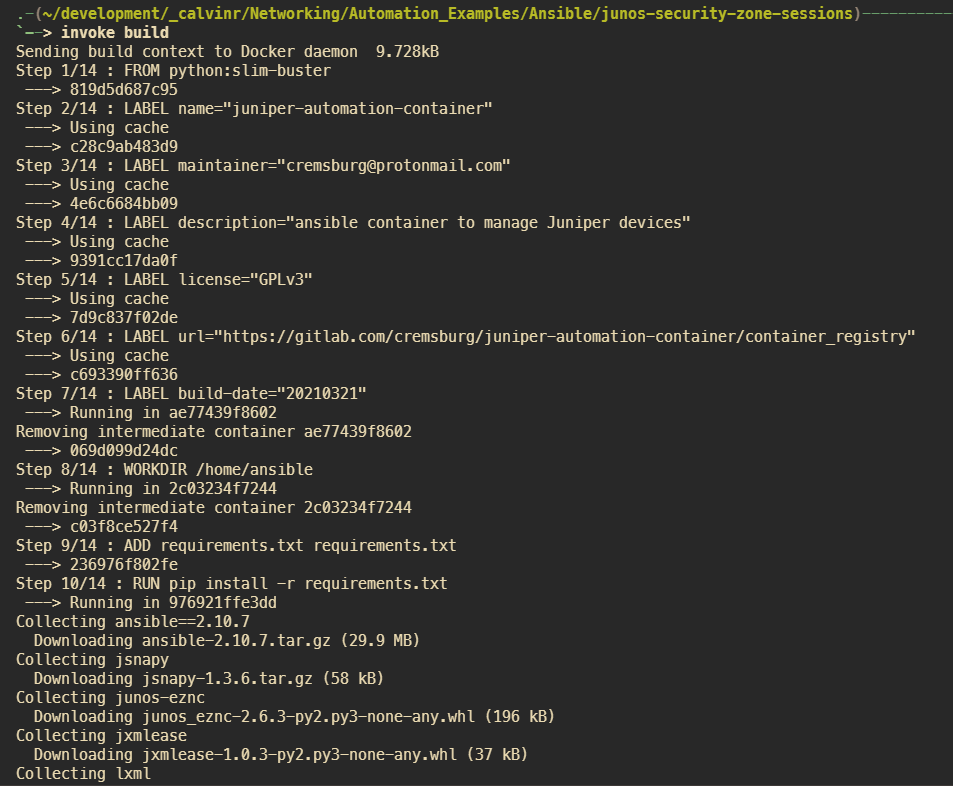 .-(~/development/_calvinr/Networking/Automation_Examples/Ansible/junos-security-zone-sessions)----------
`--> invoke build
Sending build context to Docker daemon  9.728kB
Step 1/14 : FROM python:slim-buster
 ---> 819d5d687c95
Step 2/14 : LABEL name="juniper-automation-container"
 ---> Using cache
 ---> c28c9ab483d9
Step 3/14 : LABEL maintainer="cremsburg@protonmail.com"
 ---> Using cache
 ---> 4e6c6684bb09
Step 4/14 : LABEL description="ansible container to manage Juniper devices"
 ---> Using cache
 ---> 9391cc17da0f
Step 5/14 : LABEL license="GPLv3"
 ---> Using cache
 ---> 7d9c837f02de
Step 6/14 : LABEL url="https://gitlab.com/cremsburg/juniper-automation-container/container_registry"
 ---> Using cache
 ---> c693390ff636
Step 7/14 : LABEL build-date="20210321"
 ---> Running in ae77439f8602
Removing intermediate container ae77439f8602
 ---> 069d099d24dc
Step 8/14 : WORKDIR /home/ansible
 ---> Running in 2c03234f7244
Removing intermediate container 2c03234f7244
 ---> c03f8ce527f4
Step 9/14 : ADD requirements.txt requirements.txt
 ---> 236976f802fe
Step 10/14 : RUN pip install -r requirements.txt
 ---> Running in 976921ffe3dd
Collecting ansible==2.10.7
  Downloading ansible-2.10.7.tar.gz (29.9 MB)
Collecting jsnapy
  Downloading jsnapy-1.3.6.tar.gz (58 kB)
Collecting junos-eznc
  Downloading junos_eznc-2.6.3-py2.py3-none-any.whl (196 kB)
Collecting jxmlease
  Downloading jxmlease-1.0.3-py2.py3-none-any.whl (37 kB)
Collecting lxml